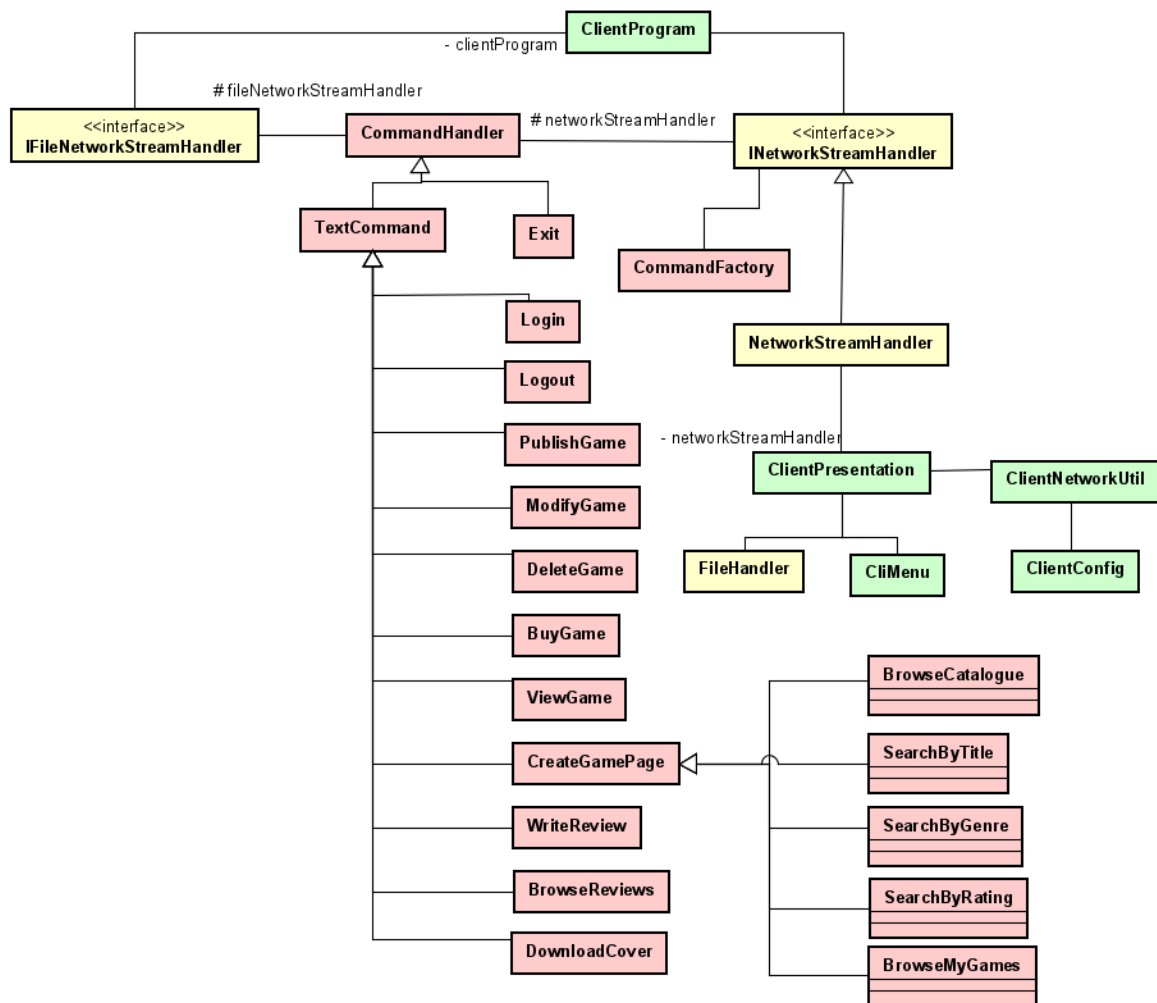 ClientProgram
- clientProgram
# fileNetworkStreamHandler
<<interface>>
IFileNetworkStreamHandler
CommandHandler
# networkStreamHandler
<<interface>>
INetworkStreamHandler
TextCommand
Exit
CommandFactory
Login
NetworkStreamHandler
Logout
PublishGame
- networkStreamHandler
ClientPresentation
ClientNetworkUtil
ModifyGame
DeleteGame
FileHandler
CliMenu
ClientConfig
BuyGame
ViewGame
BrowseCatalogue
CreateGamePage
SearchByTitle
WriteReview
SearchByGenre
BrowseReviews
SearchByRating
DownloadCover
BrowseMyGames